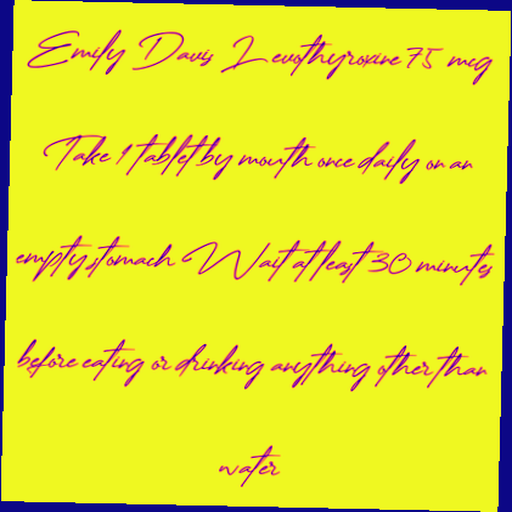 Emily Davis Levothyroxine 75 mcg
Take 1 tablet by mouth once daily on an
empty stomach Wait at least 30 minutes
before eating or drinking anything other than
water